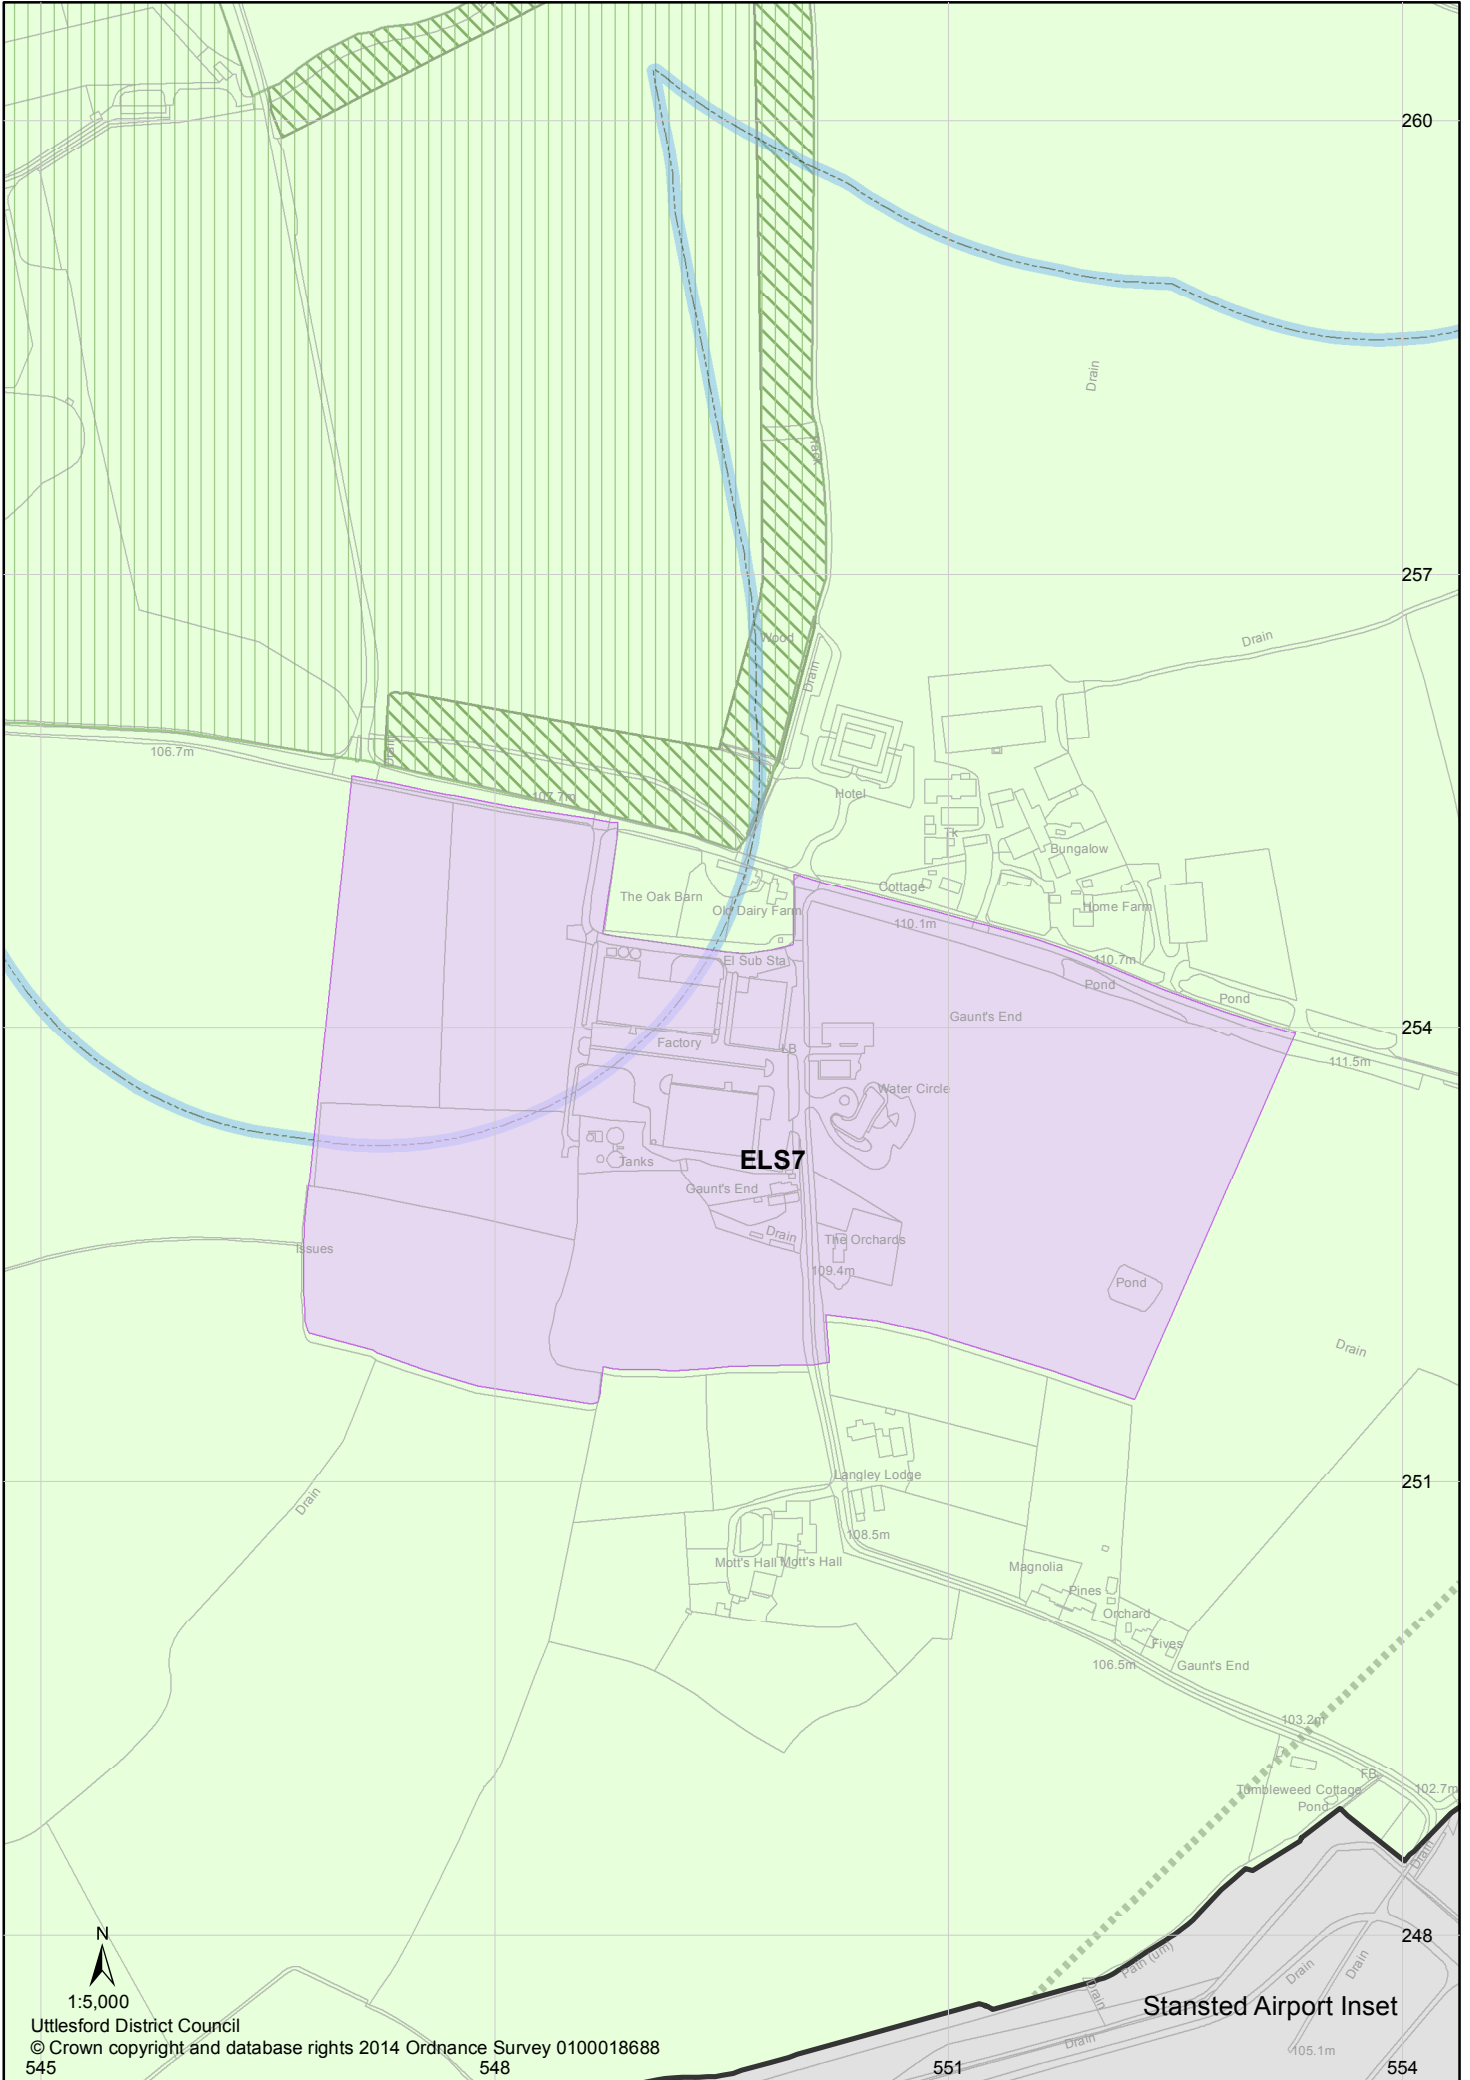 260
Drain
Track
257
Wood
Drain
Drain
106.7m
Drain
107.7m
Hotel
Tk
Bungalow
The Oak Barn
Cottage
Old Dairy Farm
Home Farm
110.1m
El Sub Sta
110.7m
Pond
Pond
Gaunt's End
254
Factory
LB
111.5m
Water Circle
ELS7
Tanks
Gaunt's End
Drain
The Orchards
Issues
109.4m
Pond
Drain
Langley Lodge
251
Drain
108.5m
Mott's Hall
Mott's Hall
Magnolia
Pines
Orchard
Fives
106.5m
Gaunt's End
103.2m
FB
Tumbleweed Cottage
102.7m
Pond
Drain
N
248
Path (um)
Drain
Drain
Drain
1:5,000
Stansted Airport Inset
Uttlesford District Council
Drain
© Crown copyright and database rights 2014 Ordnance Survey 0100018688
105.1m
545
548
551
554